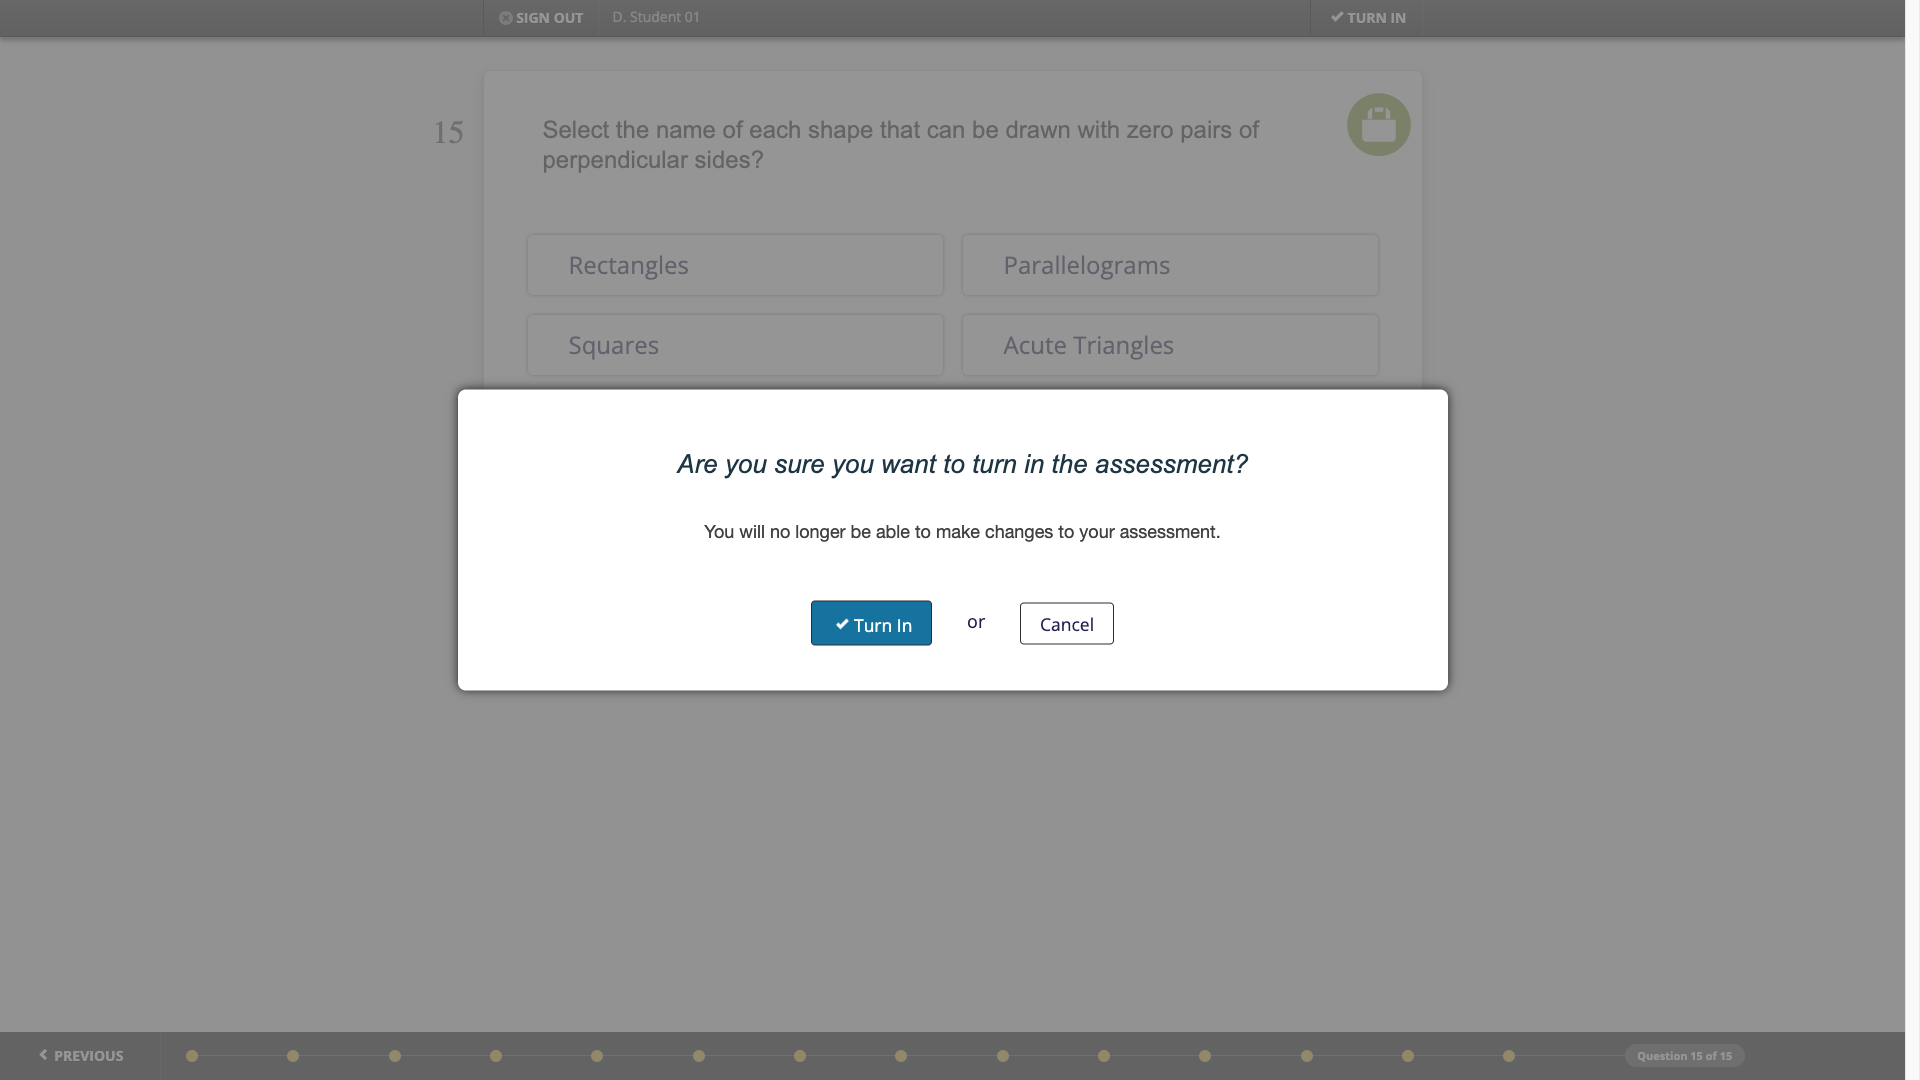 SIGN OUT
D. Student 01
TURN IN
15
Select the name of each shape that can be drawn with zero pairs of
perpendicular sides?
Rectangles
Parallelograms
Squares
Acute Triangles
Are you sure you want to turn in the assessment?
You will no longer be able to make changes to your assessment.
Turn In
or
Cancel
PREVIOUS
Question 15 of 15